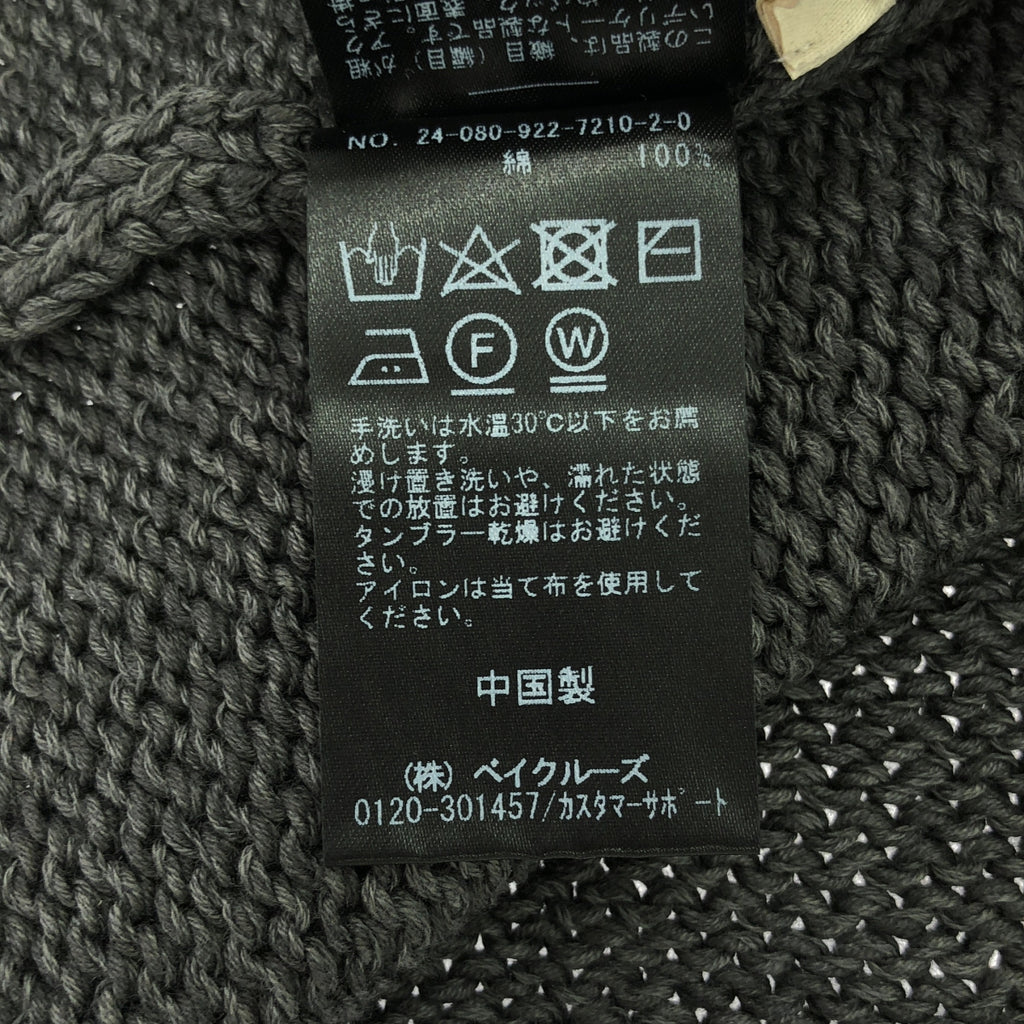 NO. 24-080-922-7210-2-0
綿 100%
F W
手洗いは水温30℃以下をお薦
めします。
浸け置き洗いや、濡れた状態
での放置はお避けください。
タンブラー乾燥はお避けくだ
さい。
アイロンは当て布を使用して
ください。
中国製
(株) ベイクルーズ
0120-301457/カスタマーサポート